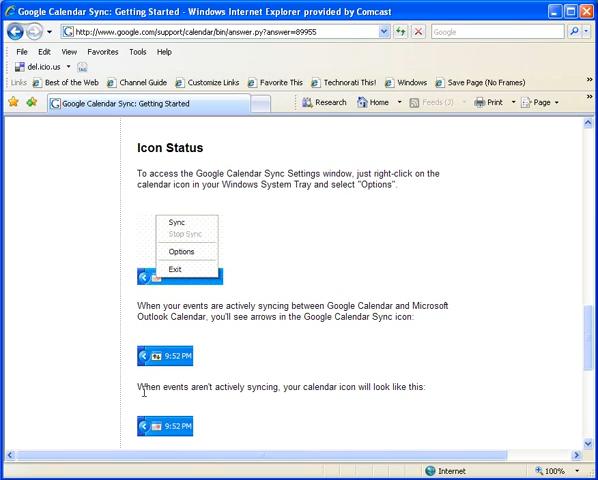 Google Calendar Sync: Getting Started - Windows Internet Explorer provided by Comcast
http://www.google.com/support/calendar/bin/answer.py?answer=89955
Google
File Edit View Favorites Tools Help
del.icio.us TAG
Links Best of the Web Channel Guide Customize Links Favorite This Technorati This! Windows Save Page (No Frames)
Google Calendar Sync: Getting Started
Research Home Feeds (J) Print Page
Icon Status
To access the Google Calendar Sync Settings window, just right-click on the
calendar icon in your Windows System Tray and select "Options".
Sync
Stop Sync
Options
Exit
When your events are actively syncing between Google Calendar and Microsoft
Outlook Calendar, you'll see arrows in the Google Calendar Sync icon:
9:52 PM
When events aren't actively syncing, your calendar icon will look like this:
9:52 PM
Internet
100%